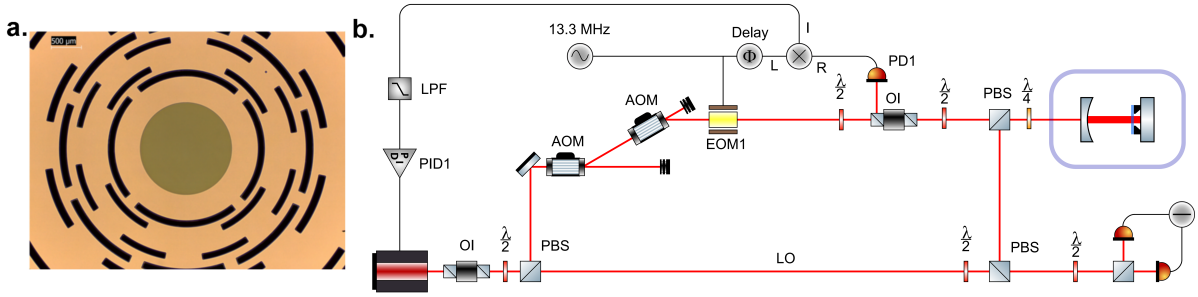 a.
500 μm
b.
13.3 MHz
Delay
I
Φ
L
R
PD1
LPF
AOM
λ/2
OI
λ/2
PBS
λ/4
AOM
EOM1
PI
D
PID1
OI
λ/2
PBS
LO
λ/2
PBS
λ/2